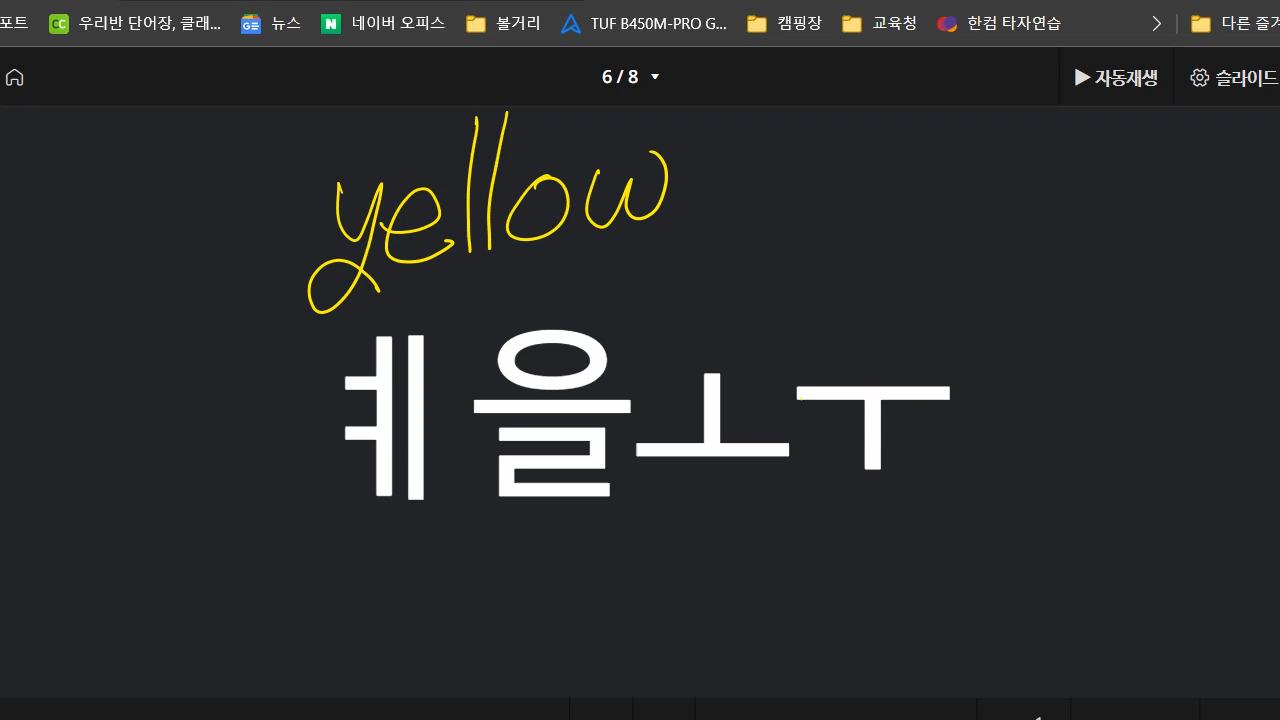 포트 우리반 단어장, 클래... 뉴스 네이버 오피스 볼거리 TUF B450M-PRO G... 캠핑장 교육청 한컴 타자연습 다른 즐겨
6 / 8 자동재생 슬라이드
yellow
ㅖ을ㅗㅜ